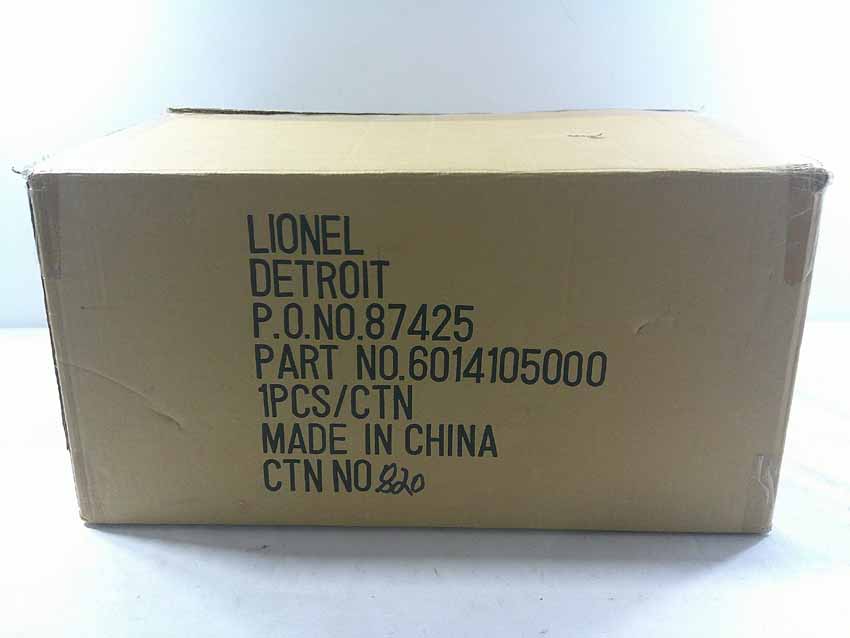 LIONEL
DETROIT
P.O.NO.87425
PART NO.6014105000
1PCS/CTN
MADE IN CHINA
CTN NO 820